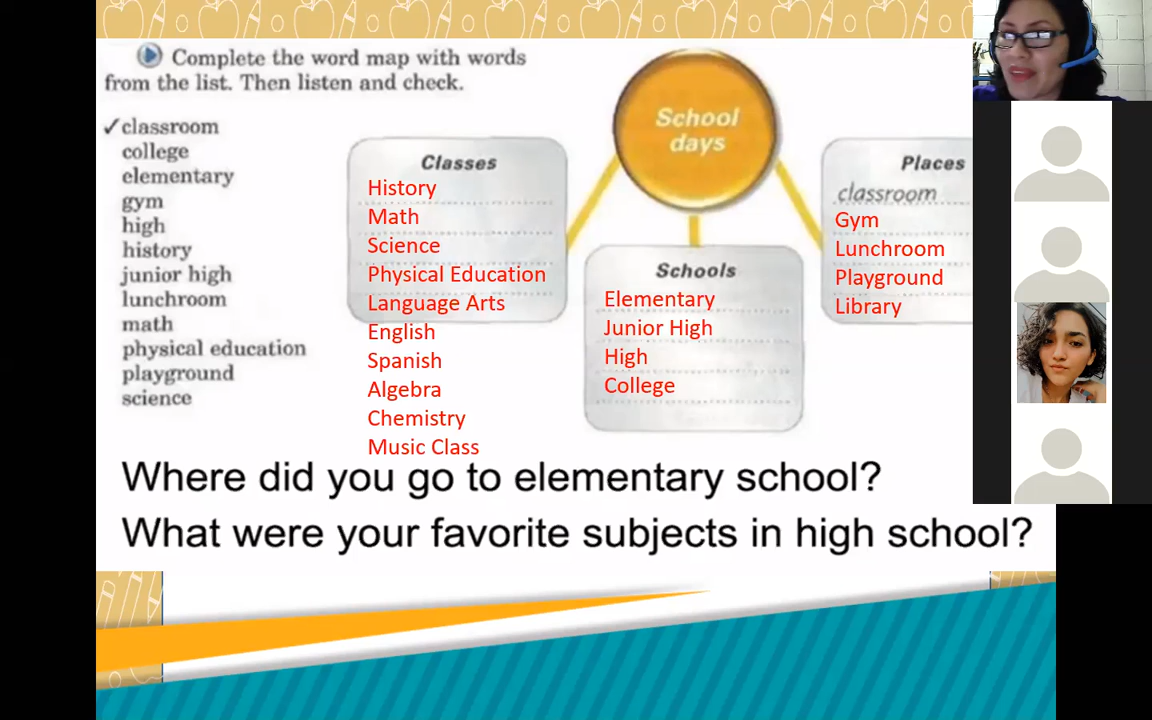 Complete the word map with words
from the list. Then listen and check.
✓classroom
college
elementary
gym
high
history
junior high
lunchroom
math
physical education
playground
science
School
days
Classes
History
Math
Science
Physical Education
Language Arts
English
Spanish
Algebra
Chemistry
Music Class
Schools
Elementary
Junior High
High
College
Places
classroom
Gym
Lunchroom
Playground
Library
Where did you go to elementary school?
What were your favorite subjects in high school?